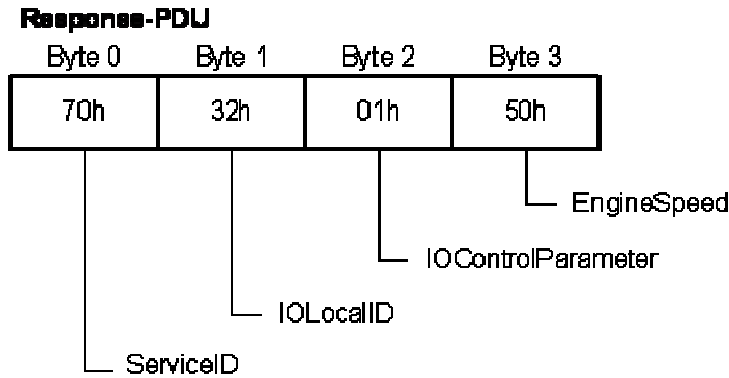 Response-PDU
Byte 0 Byte 1 Byte 2 Byte 3
70h 32h 01h 50h
EngineSpeed
IOControlParameter
IOLocalID
ServiceID